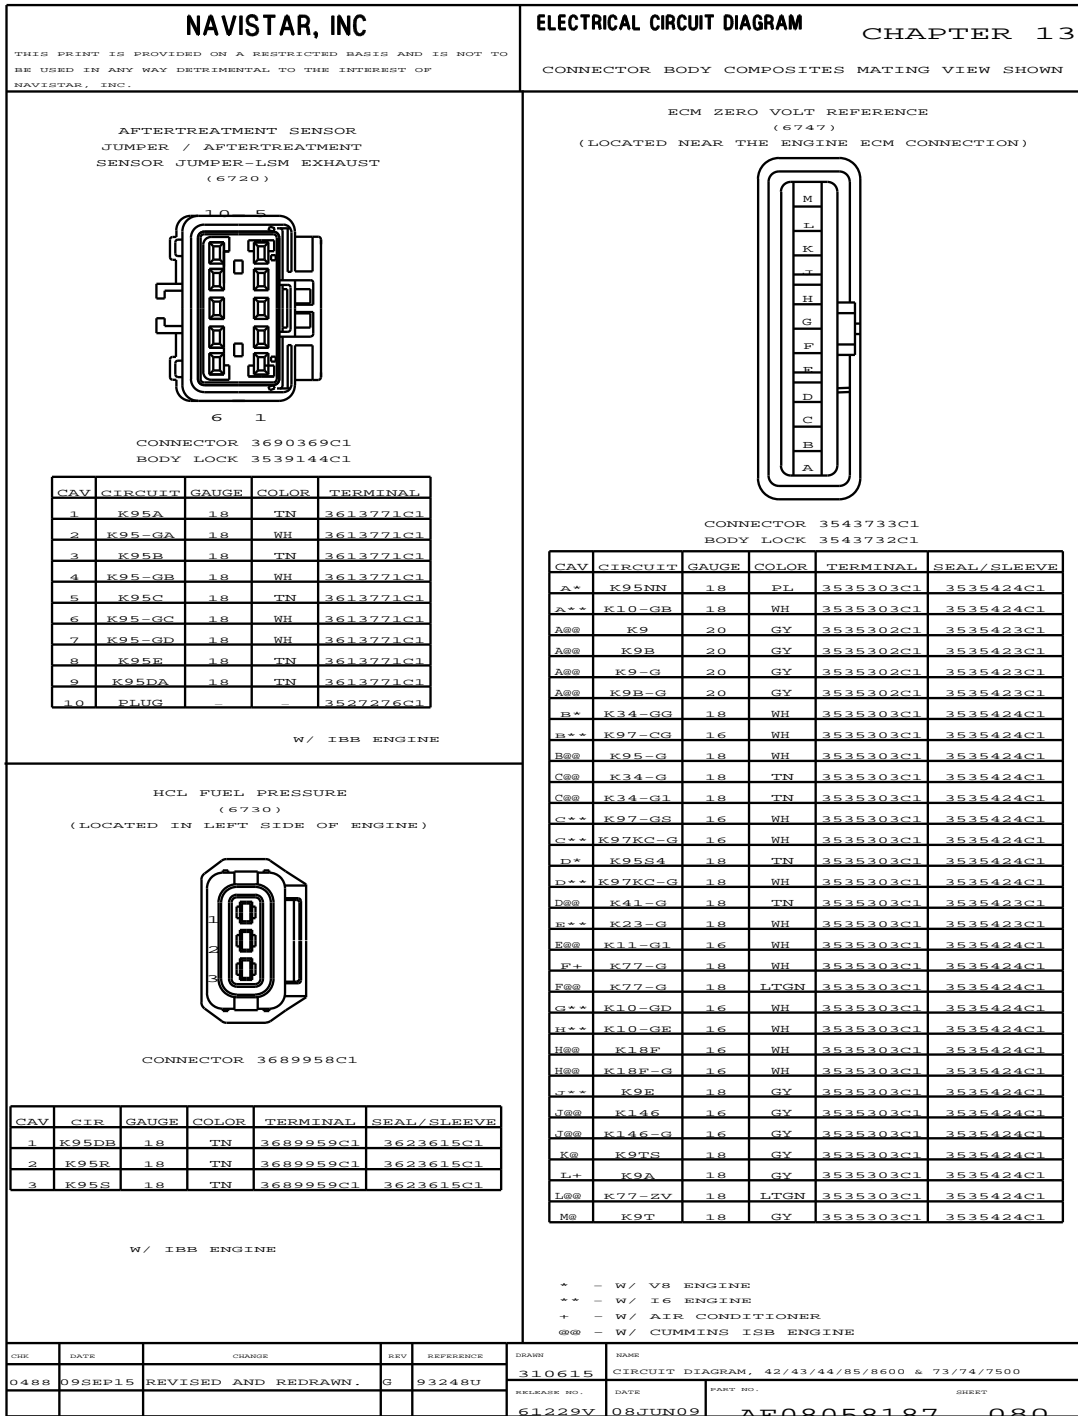 NAVISTAR, INC
THIS PRINT IS PROVIDED ON A RESTRICTED BASIS AND IS NOT TO
BE USED IN ANY WAY DETRIMENTAL TO THE INTEREST OF
NAVISTAR, INC.
ELECTRICAL CIRCUIT DIAGRAM
CHAPTER 13
CONNECTOR BODY COMPOSITES MATING VIEW SHOWN
AFTERTREATMENT SENSOR
JUMPER / AFTERTREATMENT
SENSOR JUMPER-LSM EXHAUST
(6720)
10 5
6 1
CONNECTOR 3690369C1
BODY LOCK 3539144C1
CAV CIRCUIT GAUGE COLOR TERMINAL
1 K95A 18 TN 3613771C1
2 K95-GA 18 WH 3613771C1
3 K95B 18 TN 3613771C1
4 K95-GB 18 WH 3613771C1
5 K95C 18 TN 3613771C1
6 K95-GC 18 WH 3613771C1
7 K95-GD 18 WH 3613771C1
8 K95E 18 TN 3613771C1
9 K95DA 18 TN 3613771C1
10 PLUG - - 3527276C1
W/ IBB ENGINE
HCL FUEL PRESSURE
(6730)
(LOCATED IN LEFT SIDE OF ENGINE)
1
2
3
CONNECTOR 3689958C1
CAV CIR GAUGE COLOR TERMINAL SEAL/SLEEVE
1 K95DB 18 TN 3689959C1 3623615C1
2 K95R 18 TN 3689959C1 3623615C1
3 K95S 18 TN 3689959C1 3623615C1
W/ IBB ENGINE
ECM ZERO VOLT REFERENCE
(6747)
(LOCATED NEAR THE ENGINE ECM CONNECTION)
M
L
K
J
H
G
F
E
D
C
B
A
CONNECTOR 3543733C1
BODY LOCK 3543732C1
CAV CIRCUIT GAUGE COLOR TERMINAL SEAL/SLEEVE
A* K95NN 18 PL 3535303C1 3535424C1
A** K10-GB 18 WH 3535303C1 3535424C1
A@@ K9 20 GY 3535302C1 3535423C1
A@@ K9B 20 GY 3535302C1 3535423C1
A@@ K9-G 20 GY 3535302C1 3535423C1
A@@ K9B-G 20 GY 3535302C1 3535423C1
B* K34-GG 18 WH 3535303C1 3535424C1
B** K97-CG 16 WH 3535303C1 3535424C1
B@@ K95-G 18 WH 3535303C1 3535424C1
C@@ K34-G 18 TN 3535303C1 3535424C1
C@@ K34-G1 18 TN 3535303C1 3535424C1
C** K97-GS 16 WH 3535303C1 3535424C1
C** K97KC-G 16 WH 3535303C1 3535424C1
D* K95S4 18 TN 3535303C1 3535424C1
D** K97KC-G 18 WH 3535303C1 3535424C1
D@@ K41-G 18 TN 3535303C1 3535423C1
E** K23-G 18 WH 3535303C1 3535423C1
E@@ K11-G1 16 WH 3535303C1 3535424C1
F+ K77-G 18 WH 3535303C1 3535424C1
F@@ K77-G 18 LTGN 3535303C1 3535424C1
G** K10-GD 16 WH 3535303C1 3535424C1
H** K10-GE 16 WH 3535303C1 3535424C1
H@@ K18F 16 WH 3535303C1 3535424C1
H@@ K18F-G 16 WH 3535303C1 3535424C1
J** K9E 18 GY 3535303C1 3535424C1
J@@ K146 16 GY 3535303C1 3535424C1
J@@ K146-G 16 GY 3535303C1 3535424C1
K@ K9TS 18 GY 3535303C1 3535424C1
L+ K9A 18 GY 3535303C1 3535424C1
L@@ K77-ZV 18 LTGN 3535303C1 3535424C1
M@ K9T 18 GY 3535303C1 3535424C1
* - W/ V8 ENGINE
** - W/ I6 ENGINE
+ - W/ AIR CONDITIONER
@@ - W/ CUMMINS ISB ENGINE
CHK DATE CHANGE REV REFERENCE
0488 09SEP15 REVISED AND REDRAWN. G 93248U
DRAWN
310615
NAME
CIRCUIT DIAGRAM, 42/43/44/85/8600 & 73/74/7500
RELEASE NO.
61229V
DATE
08JUN09
PART NO. SHEET
AE08058187 080